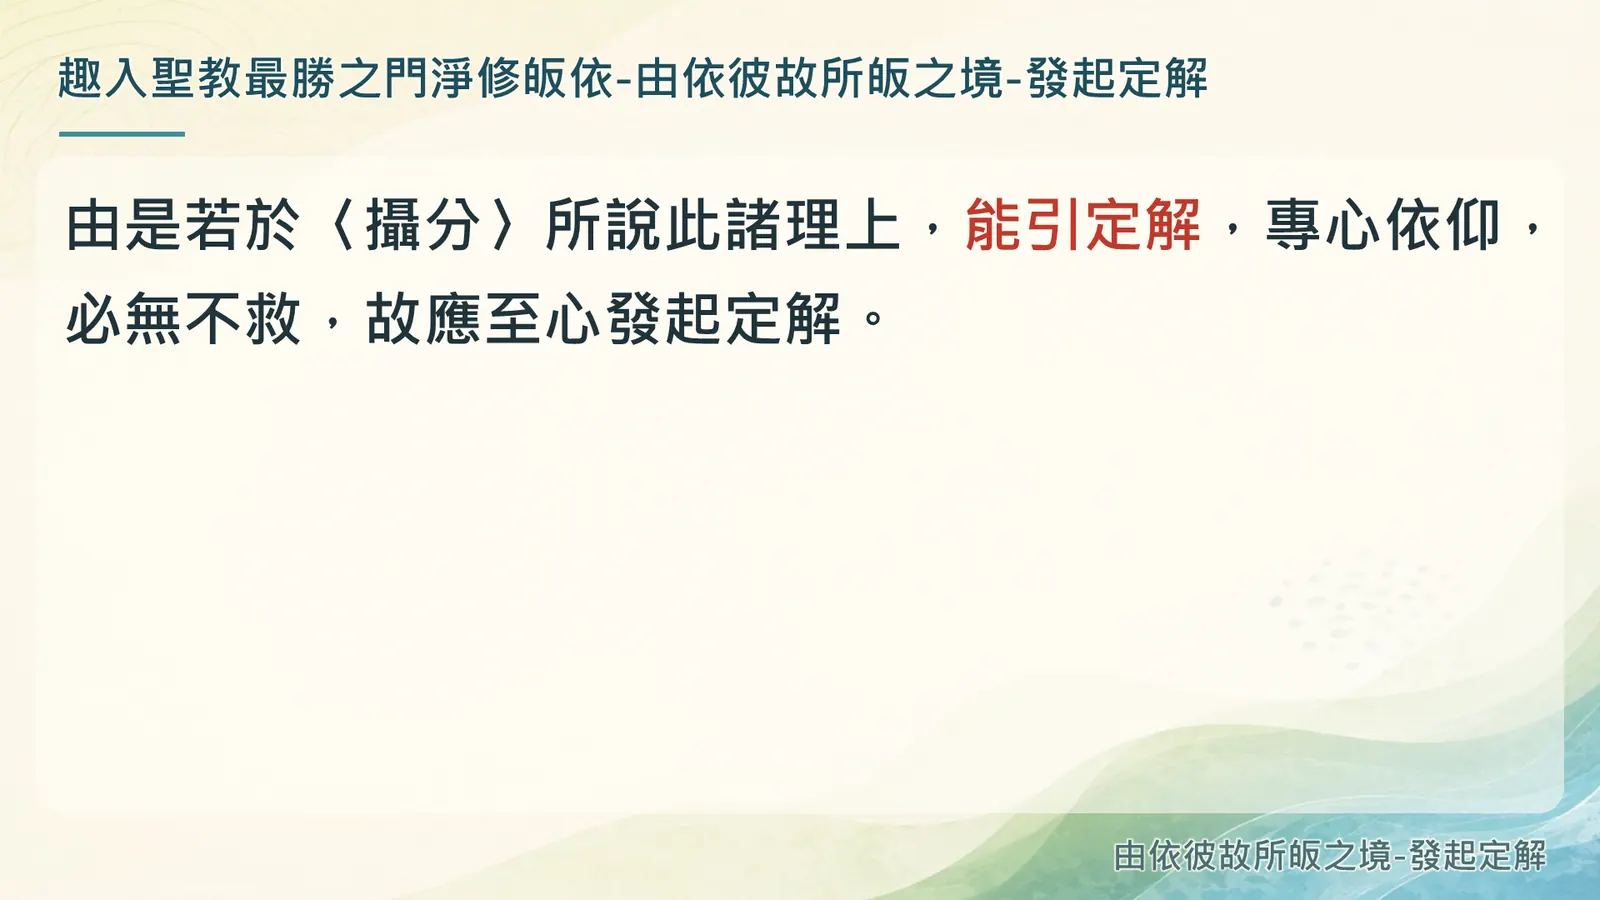 趣入聖教最勝之門淨修皈依-由依彼故所皈之境-發起定解
由是若於〈攝分〉所說此諸理上，能引定解，專心依仰，
必無不救，故應至心發起定解。
由依彼故所皈之境-發起定解